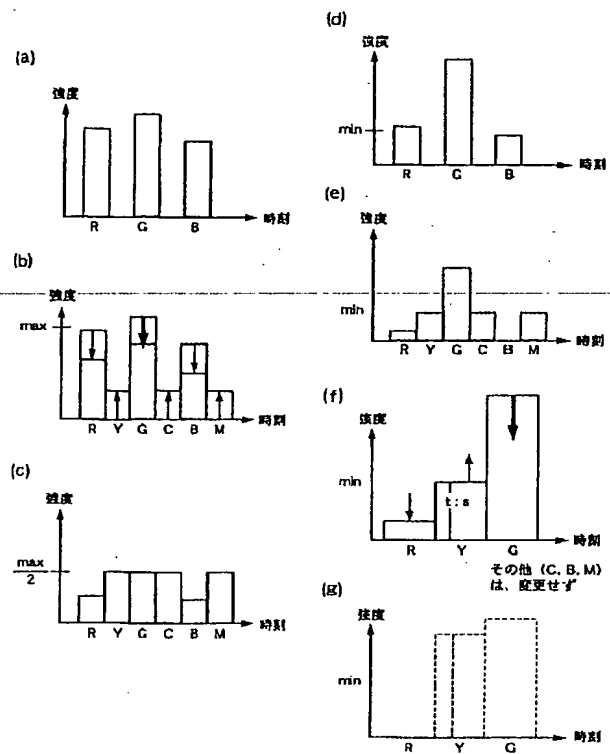 (a)
強度
R G B
時刻
(b)
強度
max
R Y G C B M
時刻
(c)
強度
max
2
R Y G C B M
時刻
(d)
強度
min
R G B
時刻
(e)
強度
min
R Y G C B M
時刻
(f)
強度
min
t : s
R Y G
時刻
その他 (C, B, M)
は、変更せず
(g)
強度
min
R Y G
時刻